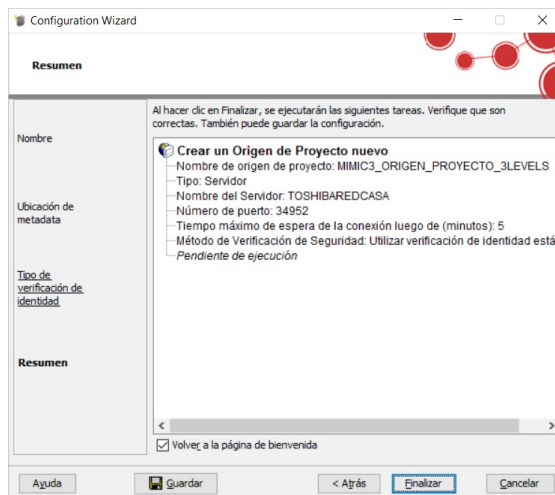 Configuration Wizard
Resumen
Nombre
Ubicación de
metadata
Tipo de
verificación de
identidad
Resumen
Al hacer clic en Finalizar, se ejecutarán las siguientes tareas. Verifique que son
correctas. También puede guardar la configuración.
Crear un Origen de Proyecto nuevo
Nombre de origen de proyecto: MIMIC3_ORIGEN_PROYECTO_3LEVELS
Tipo: Servidor
Nombre del Servidor: TOSHIBAREDCASA
Número de puerto: 34952
Tiempo máximo de espera de la conexión luego de (minutos): 5
Método de Verificación de Seguridad: Utilizar verificación de identidad está
Pendiente de ejecución
Volver a la página de bienvenida
Ayuda
Guardar
< Atrás
Finalizar
Cancelar